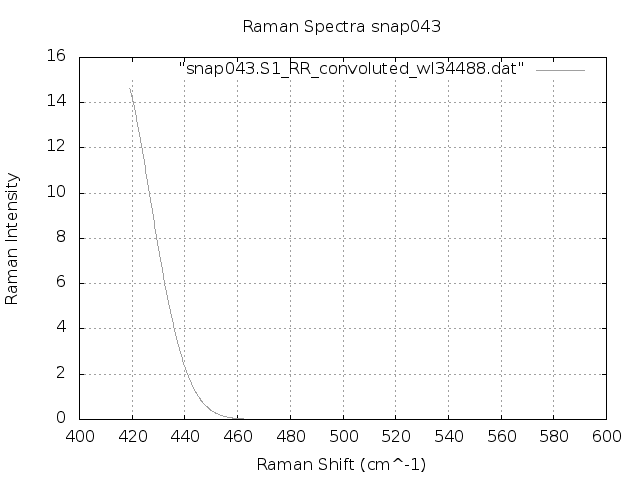 Raman Spectra snap043
"snap043.S1_RR_convoluted_wl34488.dat"
Raman Intensity
16
14
12
10
8
6
4
2
0
400 420 440 460 480 500 520 540 560 580 600
Raman Shift (cm^-1)